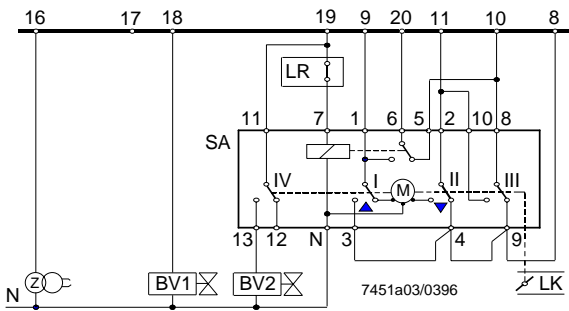 16 17 18 19 9 20 11 10 8
LR
11 7 1 6 5 2 10 8
SA
IV I M II III
13 12 N 3 4 9
Z BV1 BV2 7451a03/0396 LK
N